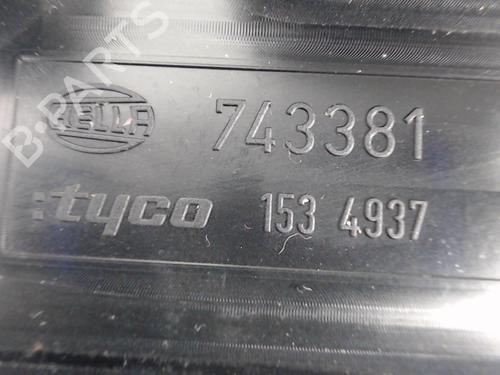 B-PARTS
HELLA 743381
:tyco 153 4937